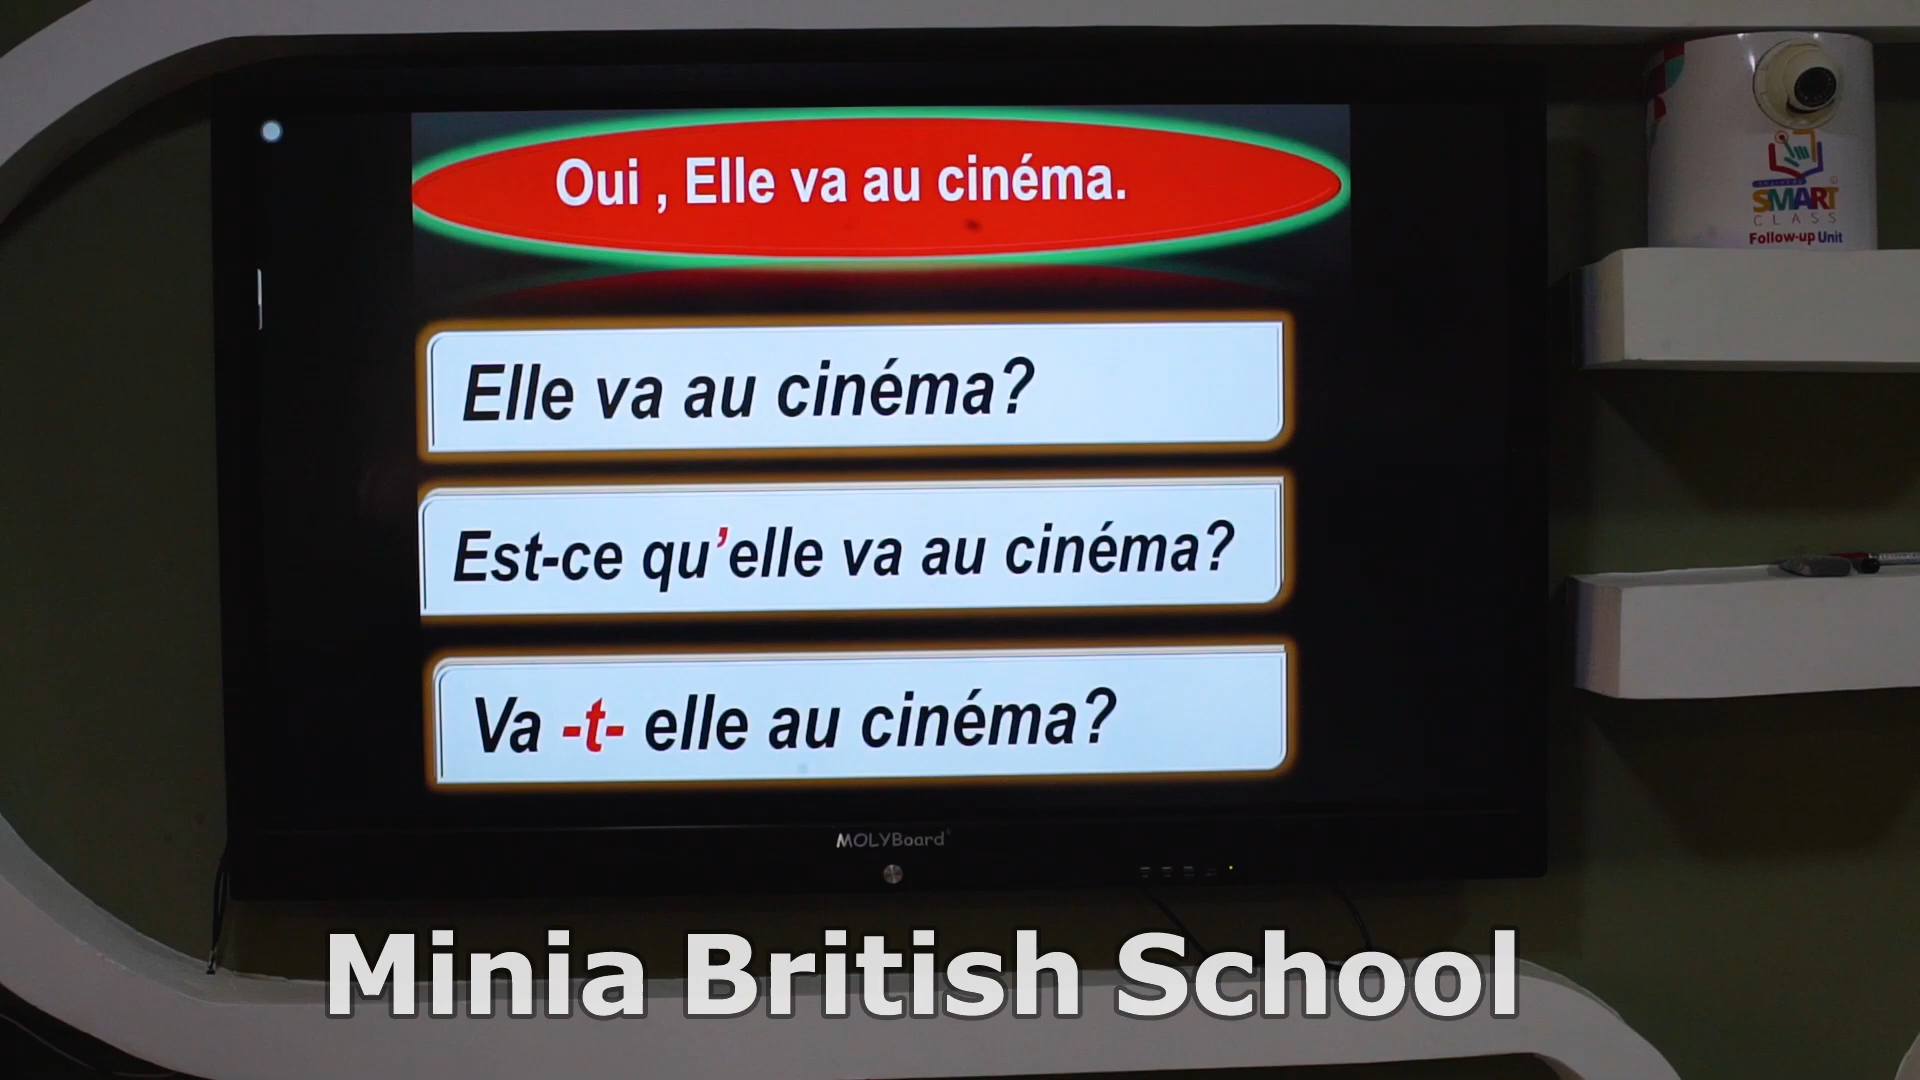 Oui , Elle va au cinéma.
Elle va au cinéma?
Est-ce qu’elle va au cinéma?
Va -t- elle au cinéma?
MOLYBoard
SMART
CLASS
Follow-up Unit
Minia British School